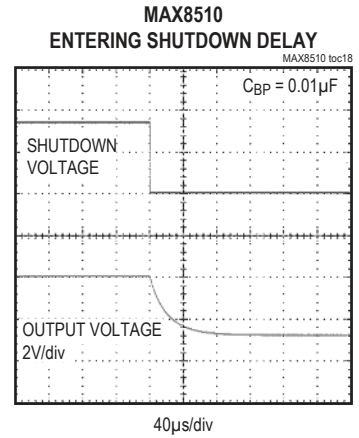 MAX8510
ENTERING SHUTDOWN DELAY
MAX8510 toc18
CBP = 0.01µF
SHUTDOWN
VOLTAGE
OUTPUT VOLTAGE
2V/div
40µs/div